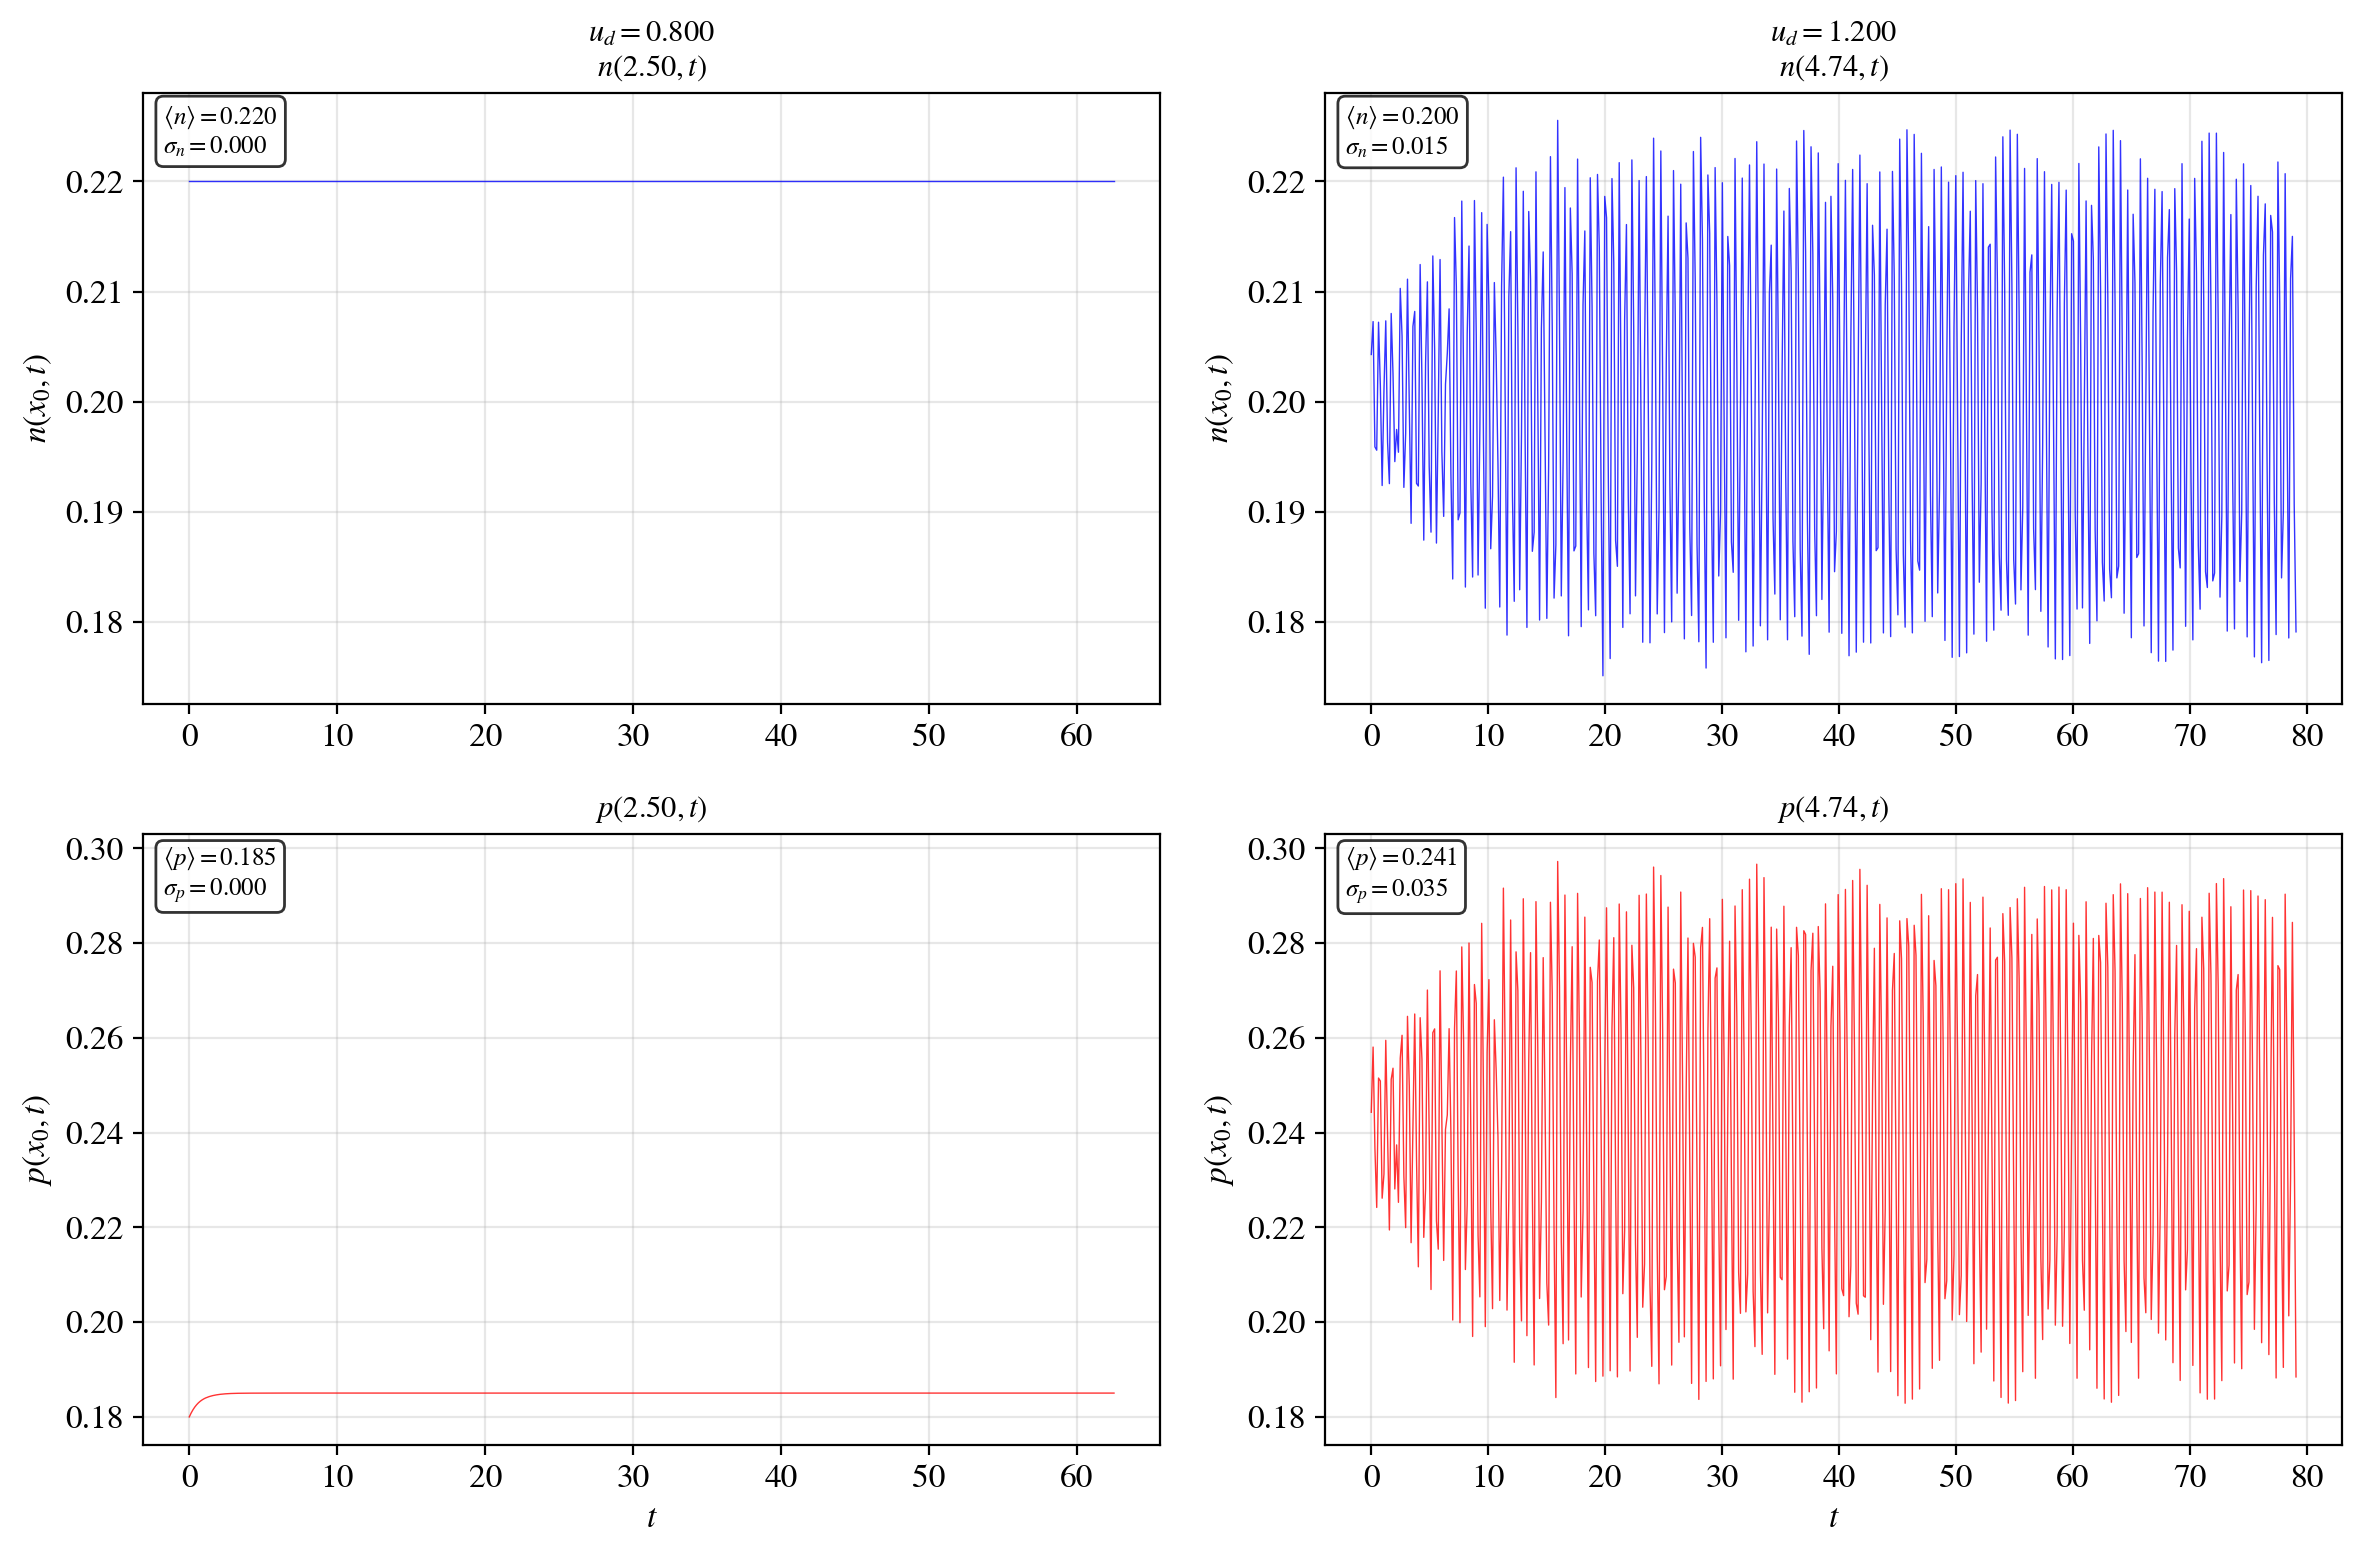 u_d = 0.800
n(2.50, t)
⟨n⟩ = 0.220
σ_n = 0.000
0.22
0.21
0.20
0.19
0.18
n(x_0, t)
0 10 20 30 40 50 60
u_d = 1.200
n(4.74, t)
⟨n⟩ = 0.200
σ_n = 0.015
0.22
0.21
0.20
0.19
0.18
n(x_0, t)
0 10 20 30 40 50 60 70 80
p(2.50, t)
⟨p⟩ = 0.185
σ_p = 0.000
0.30
0.28
0.26
0.24
0.22
0.20
0.18
p(x_0, t)
0 10 20 30 40 50 60
t
p(4.74, t)
⟨p⟩ = 0.241
σ_p = 0.035
0.30
0.28
0.26
0.24
0.22
0.20
0.18
p(x_0, t)
0 10 20 30 40 50 60 70 80
t